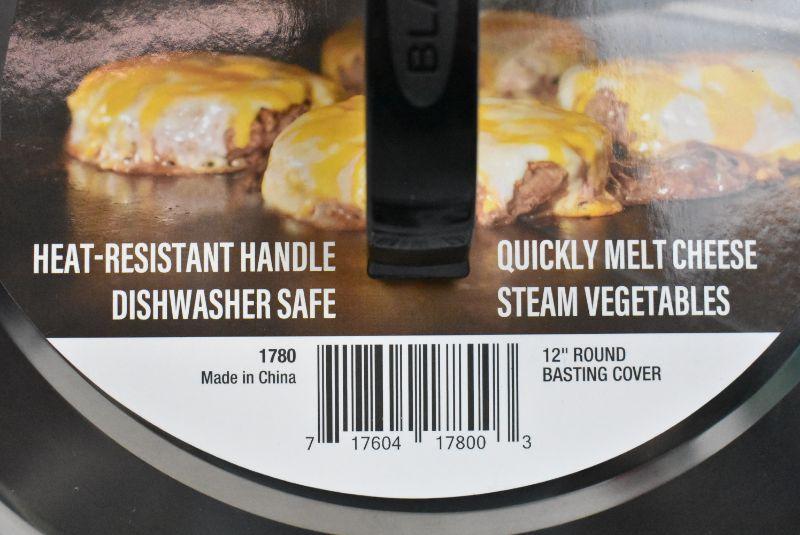 BLA
HEAT-RESISTANT HANDLE
DISHWASHER SAFE
QUICKLY MELT CHEESE
STEAM VEGETABLES
1780
Made in China
7 17604 17800 3
12" ROUND
BASTING COVER